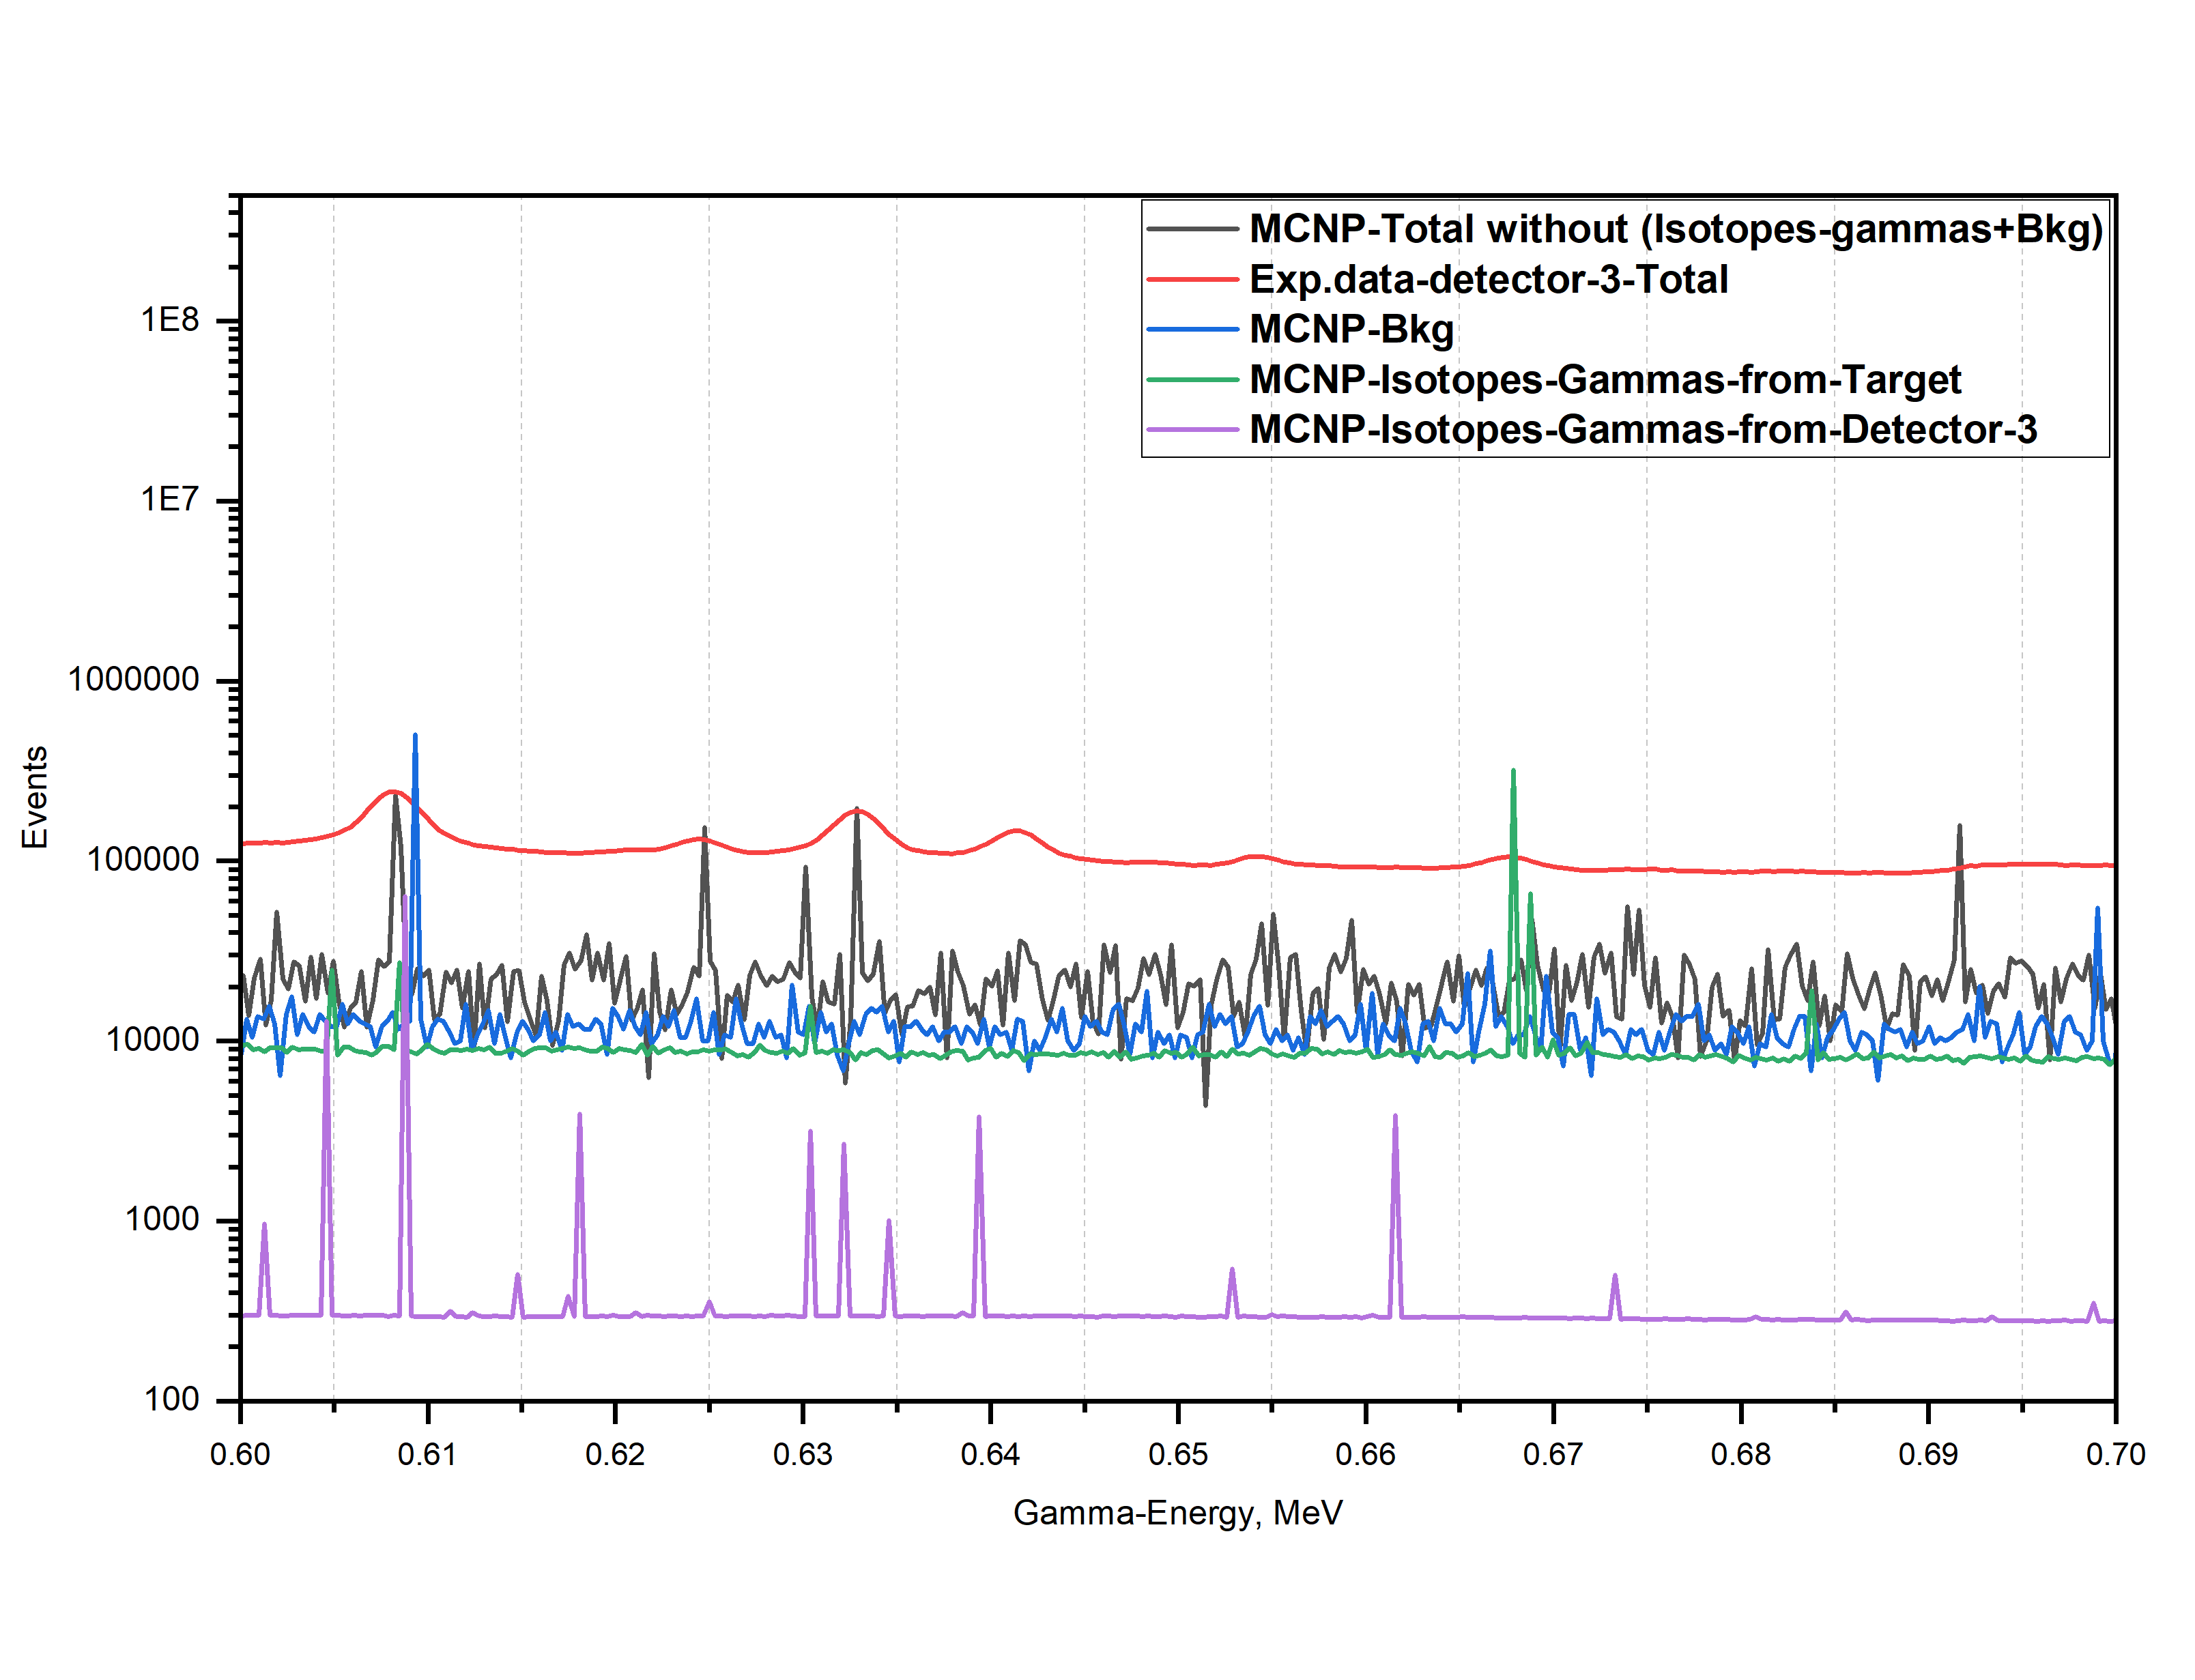 MCNP-Total without (Isotopes-gammas+Bkg)
Exp.data-detector-3-Total
MCNP-Bkg
MCNP-Isotopes-Gammas-from-Target
MCNP-Isotopes-Gammas-from-Detector-3
1E8
1E7
1000000
100000
10000
1000
100
Events
0.60 0.61 0.62 0.63 0.64 0.65 0.66 0.67 0.68 0.69 0.70
Gamma-Energy, MeV